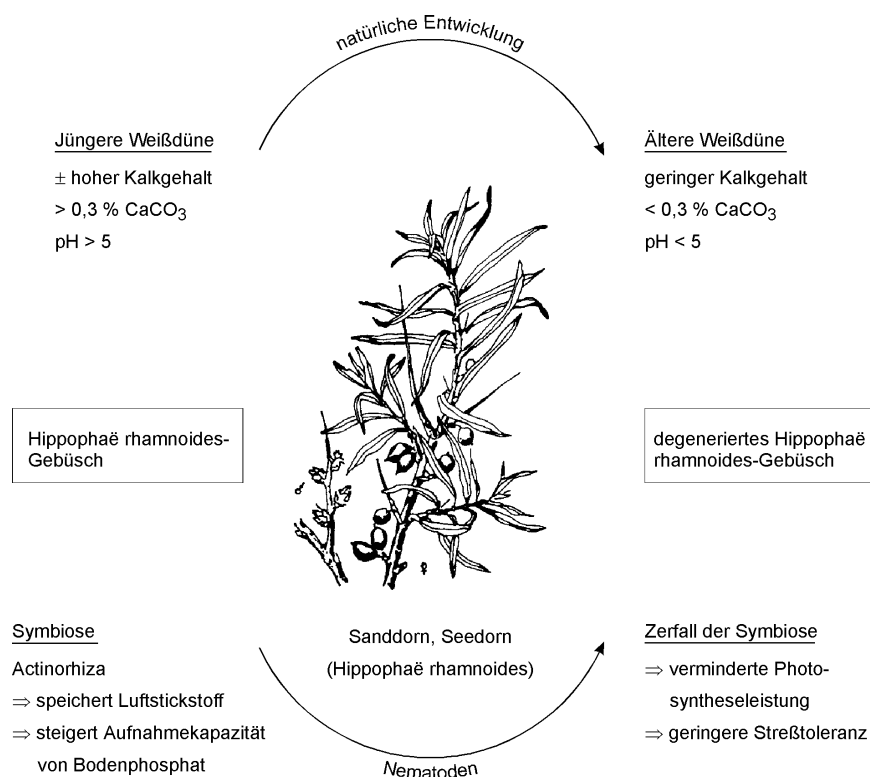 natürliche Entwicklung
Jüngere Weißdüne
± hoher Kalkgehalt
> 0,3 % CaCO₃
pH > 5
Ältere Weißdüne
geringer Kalkgehalt
< 0,3 % CaCO₃
pH < 5
Hippophaë rhamnoides-
Gebüsch
degeneriertes Hippophaë
rhamnoides-Gebüsch
♂
♀
Symbiose
Actinorhiza
⇒ speichert Luftstickstoff
⇒ steigert Aufnahmekapazität
von Bodenphosphat
Sanddorn, Seedorn
(Hippophaë rhamnoides)
Zerfall der Symbiose
⇒ verminderte Photo-
syntheseleistung
⇒ geringere Streßtoleranz
Nematoden